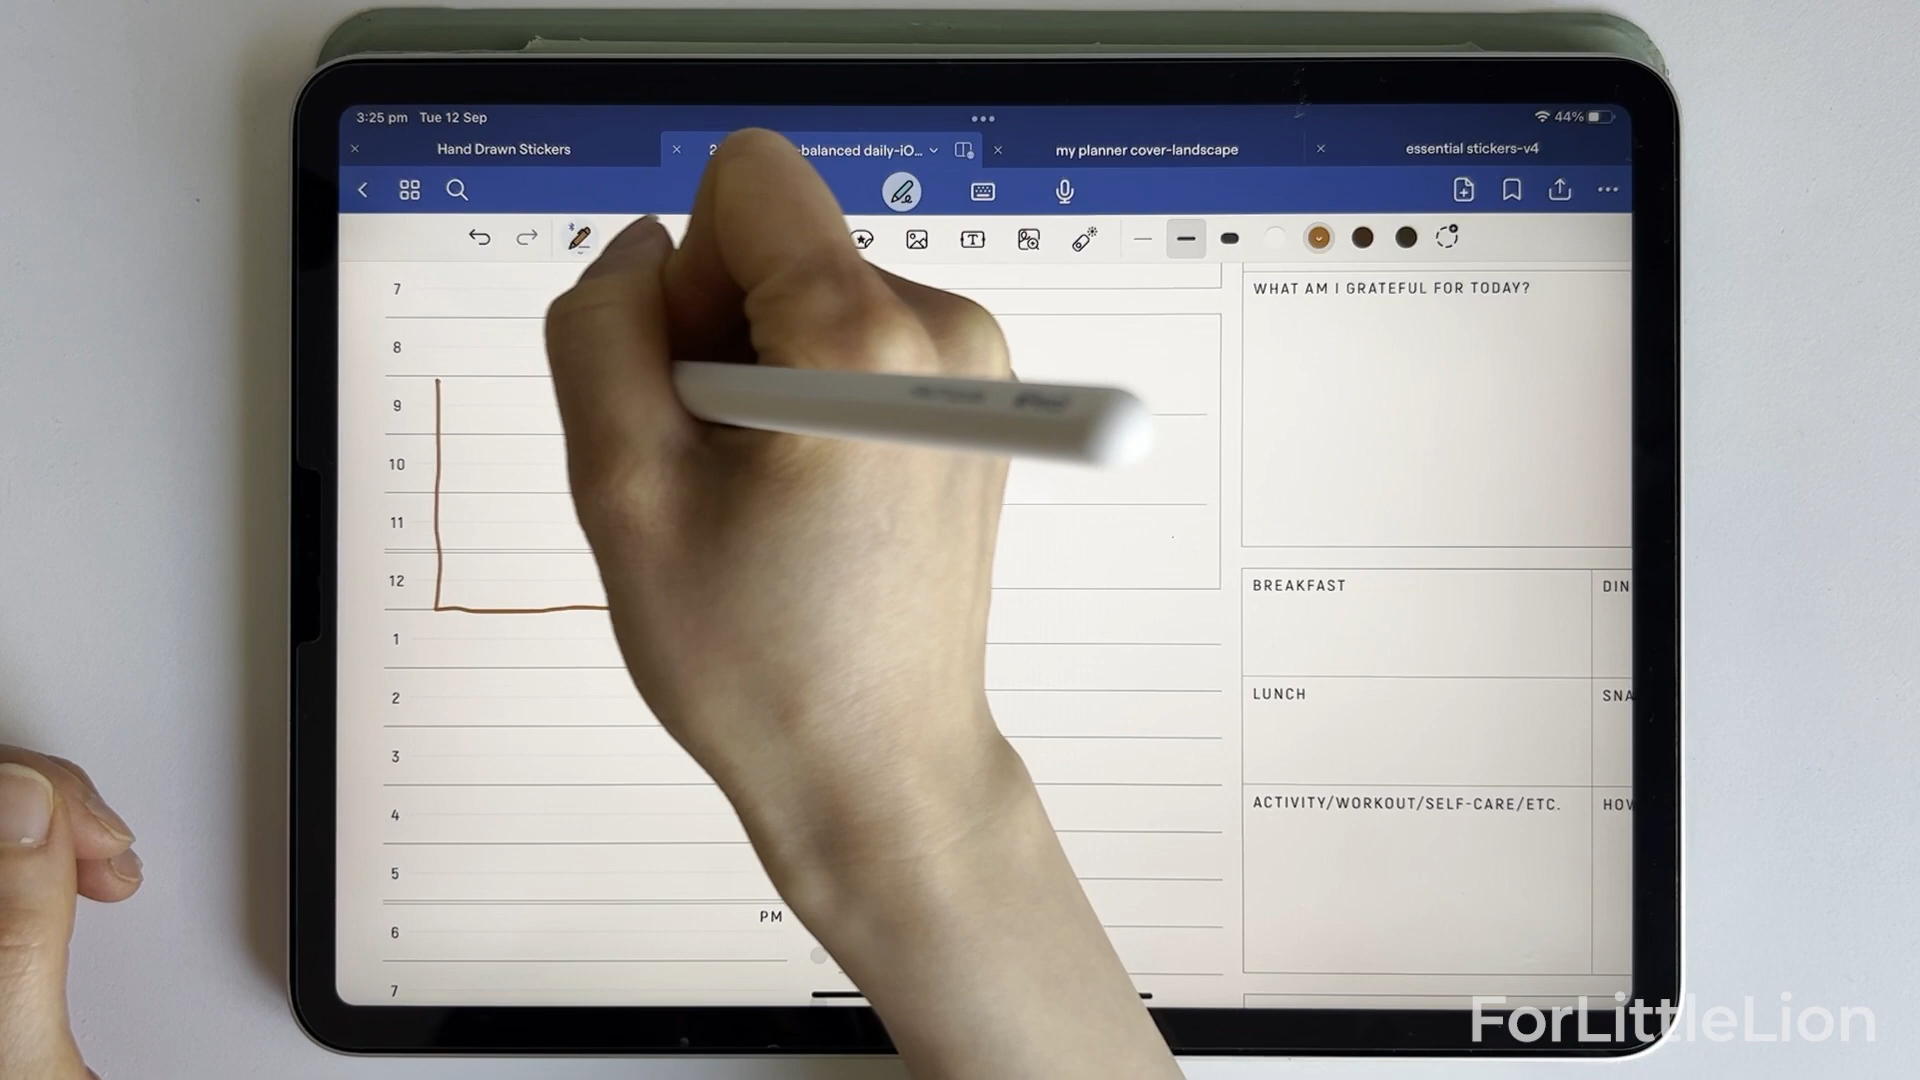 3:25 pm Tue 12 Sep
44%
Hand Drawn Stickers
-balanced daily-iO...
my planner cover-landscape
essential stickers-v4
7
WHAT AM I GRATEFUL FOR TODAY?
8
9
10
11
12
BREAKFAST
DIN
1
2
LUNCH
SNA
3
4
ACTIVITY/WORKOUT/SELF-CARE/ETC.
HOW
5
PM
6
7
ForLittleLion